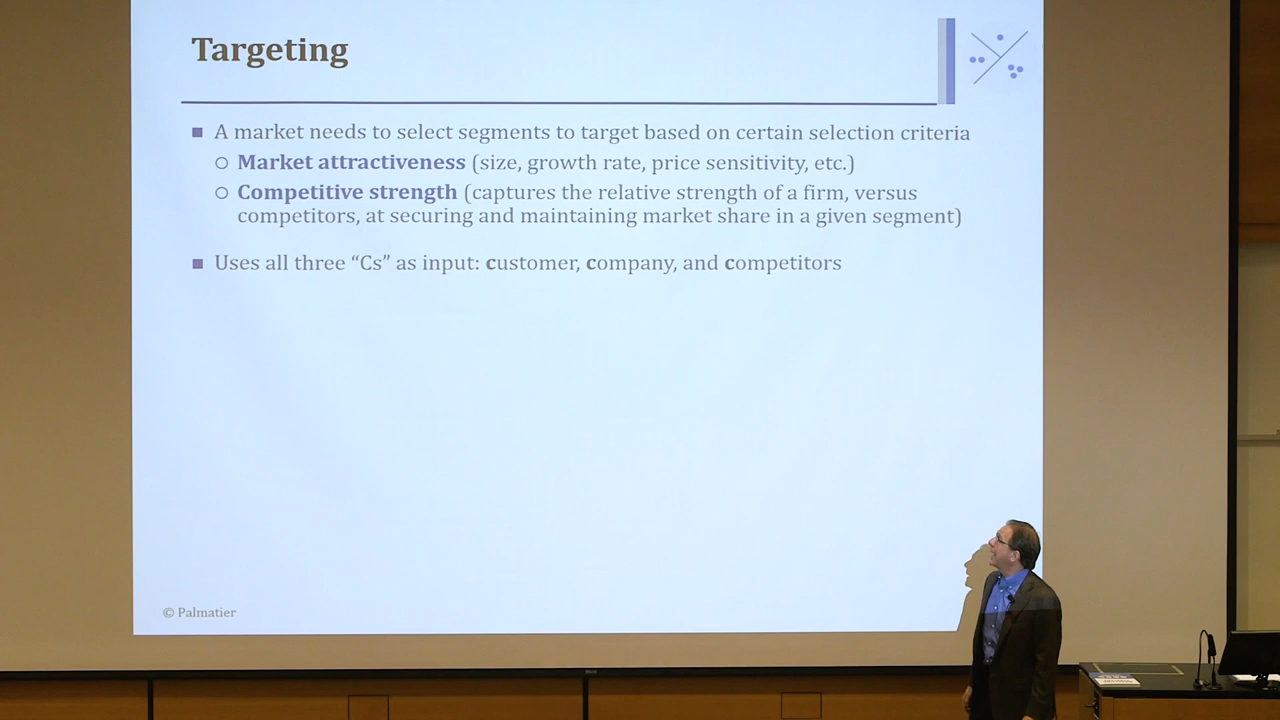 Targeting
A market needs to select segments to target based on certain selection criteria
Market attractiveness (size, growth rate, price sensitivity, etc.)
Competitive strength (captures the relative strength of a firm, versus
competitors, at securing and maintaining market share in a given segment)
Uses all three “Cs” as input: customer, company, and competitors
© Palmatier